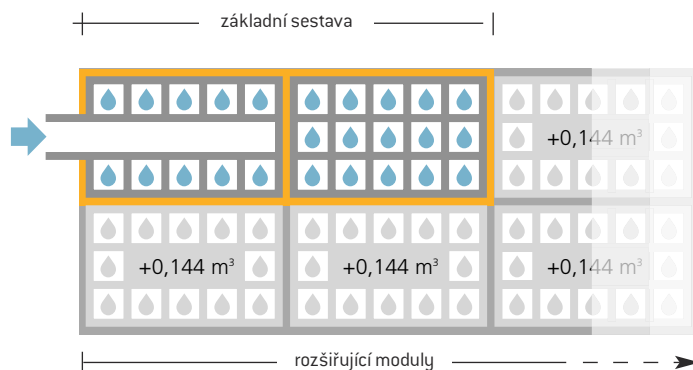 základní sestava
+0,144 m³
+0,144 m³ +0,144 m³ +0,144 m³
rozšiřující moduly